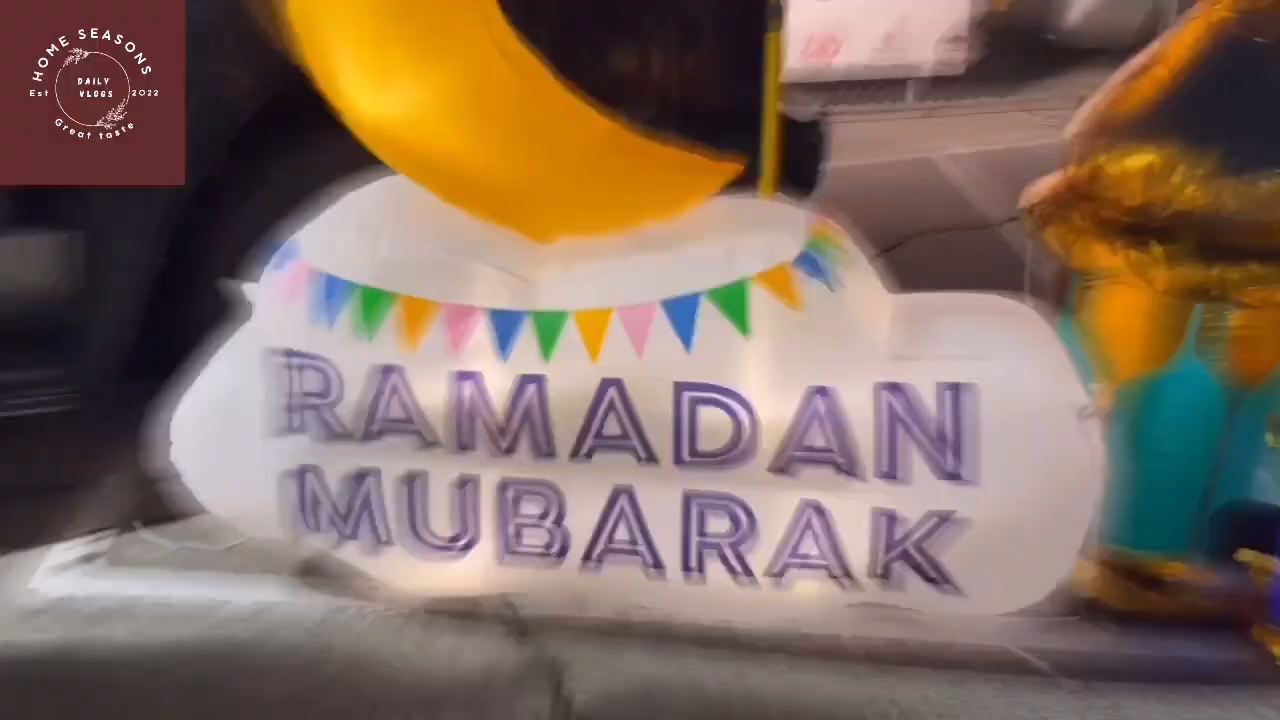 HOME SEASONS
DAILY
VLOGS
Est 2022
Great taste
RAMADAN
MUBARAK